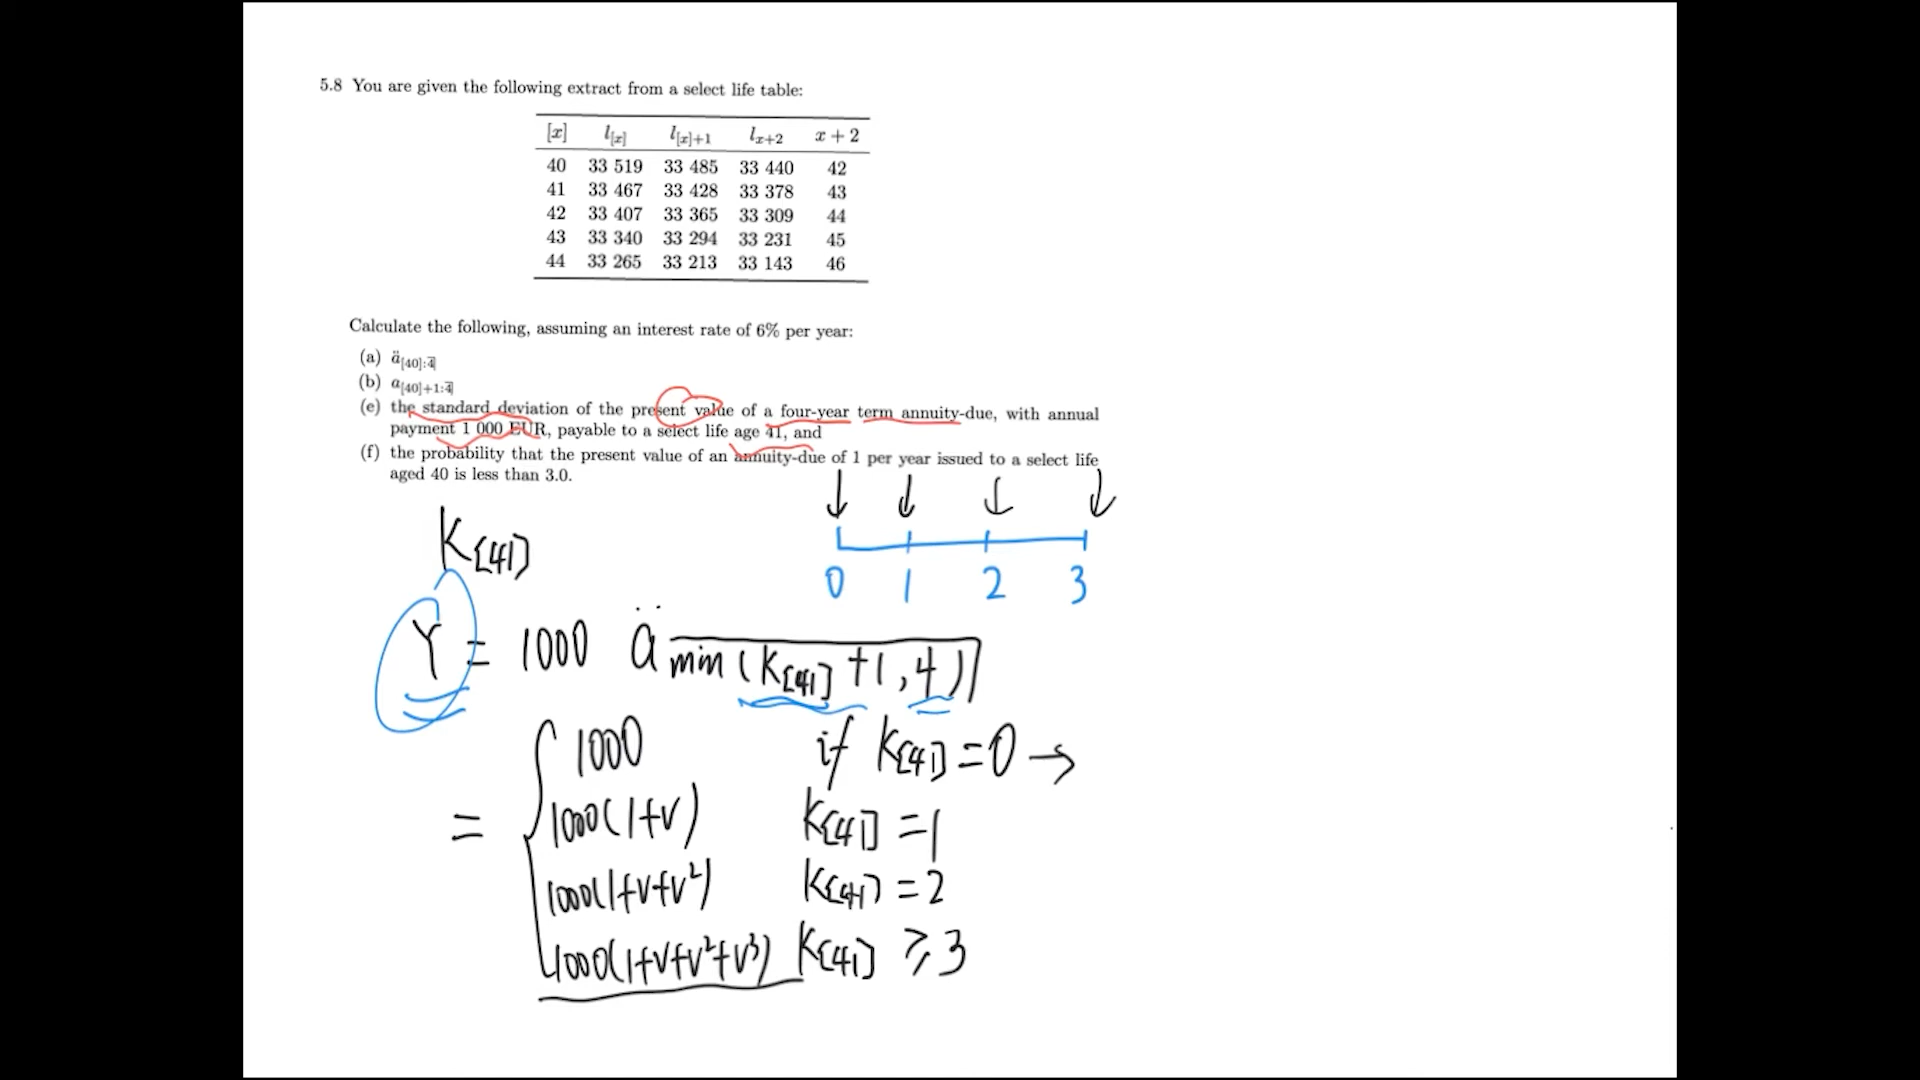 5.8 You are given the following extract from a select life table:
[x] l[x] l[x]+1 lx+2 x + 2
40 33 519 33 485 33 440 42
41 33 467 33 428 33 378 43
42 33 407 33 365 33 309 44
43 33 340 33 294 33 231 45
44 33 265 33 213 33 143 46
Calculate the following, assuming an interest rate of 6% per year:
(a) ä[40]:4̅|
(b) a[40]+1:4̅|
(e) the standard deviation of the present value of a four-year term annuity-due, with annual
payment 1 000 EUR, payable to a select life age 41, and
(f) the probability that the present value of an annuity-due of 1 per year issued to a select life
aged 40 is less than 3.0.
K[41]
0 1 2 3
Y = 1000 ä min(K[41]+1,4)|
= { 1000 if K[41] = 0 →
1000(1+v) K[41] = 1
1000(1+v+v²) K[41] = 2
1000(1+v+v²+v³) K[41] ≥ 3